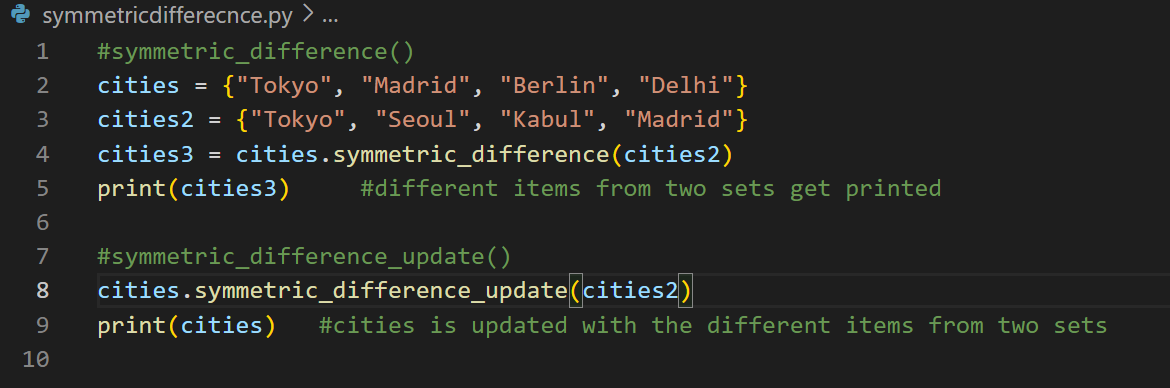 symmetricdifferecnce.py > ...
1 #symmetric_difference()
2 cities = {"Tokyo", "Madrid", "Berlin", "Delhi"}
3 cities2 = {"Tokyo", "Seoul", "Kabul", "Madrid"}
4 cities3 = cities.symmetric_difference(cities2)
5 print(cities3)     #different items from two sets get printed
6
7 #symmetric_difference_update()
8 cities.symmetric_difference_update(cities2)
9 print(cities)   #cities is updated with the different items from two sets
10